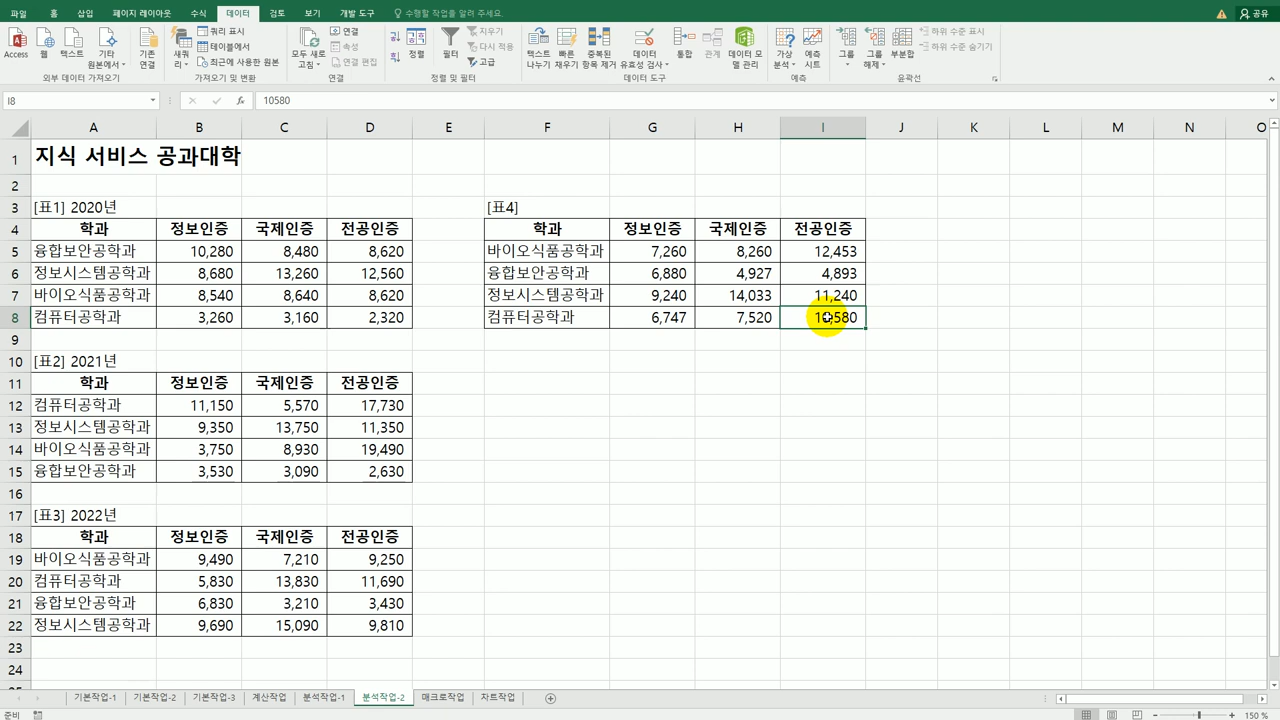 파일 홈 삽입 페이지 레이아웃 수식 데이터 검토 보기 개발 도구 수행할 작업을 알려 주세요. 공유
Access 웹 텍스트 기타 원본에서 기존 연결 새 쿼리 쿼리 표시 테이블에서 최근에 사용한 원본 모두 새로 고침 연결 속성 연결 편집 정렬 필터 지우기 다시 적용 고급 텍스트 나누기 빠른 채우기 중복된 항목 제거 데이터 유효성 검사 통합 관계 데이터 모델 관리 가상 분석 예측 시트 그룹 그룹 해제 부분합 하위 수준 표시 하위 수준 숨기기
외부 데이터 가져오기 가져오기 및 변환 연결 정렬 및 필터 데이터 도구 예측 윤곽선
I8 fx 10580
A B C D E F G H I J K L M N O
1 지식 서비스 공과대학
2
3 [표1] 2020년 [표4]
4 학과 정보인증 국제인증 전공인증 학과 정보인증 국제인증 전공인증
5 융합보안공학과 10,280 8,480 8,620 바이오식품공학과 7,260 8,260 12,453
6 정보시스템공학과 8,680 13,260 12,560 융합보안공학과 6,880 4,927 4,893
7 바이오식품공학과 8,540 8,640 8,620 정보시스템공학과 9,240 14,033 11,240
8 컴퓨터공학과 3,260 3,160 2,320 컴퓨터공학과 6,747 7,520 10,580
9
10 [표2] 2021년
11 학과 정보인증 국제인증 전공인증
12 컴퓨터공학과 11,150 5,570 17,730
13 정보시스템공학과 9,350 13,750 11,350
14 바이오식품공학과 3,750 8,930 19,490
15 융합보안공학과 3,530 3,090 2,630
16
17 [표3] 2022년
18 학과 정보인증 국제인증 전공인증
19 바이오식품공학과 9,490 7,210 9,250
20 컴퓨터공학과 5,830 13,830 11,690
21 융합보안공학과 6,830 3,210 3,430
22 정보시스템공학과 9,690 15,090 9,810
23
24
기본작업-1 기본작업-2 기본작업-3 계산작업 분석작업-1 분석작업-2 매크로작업 차트작업
준비 150 %